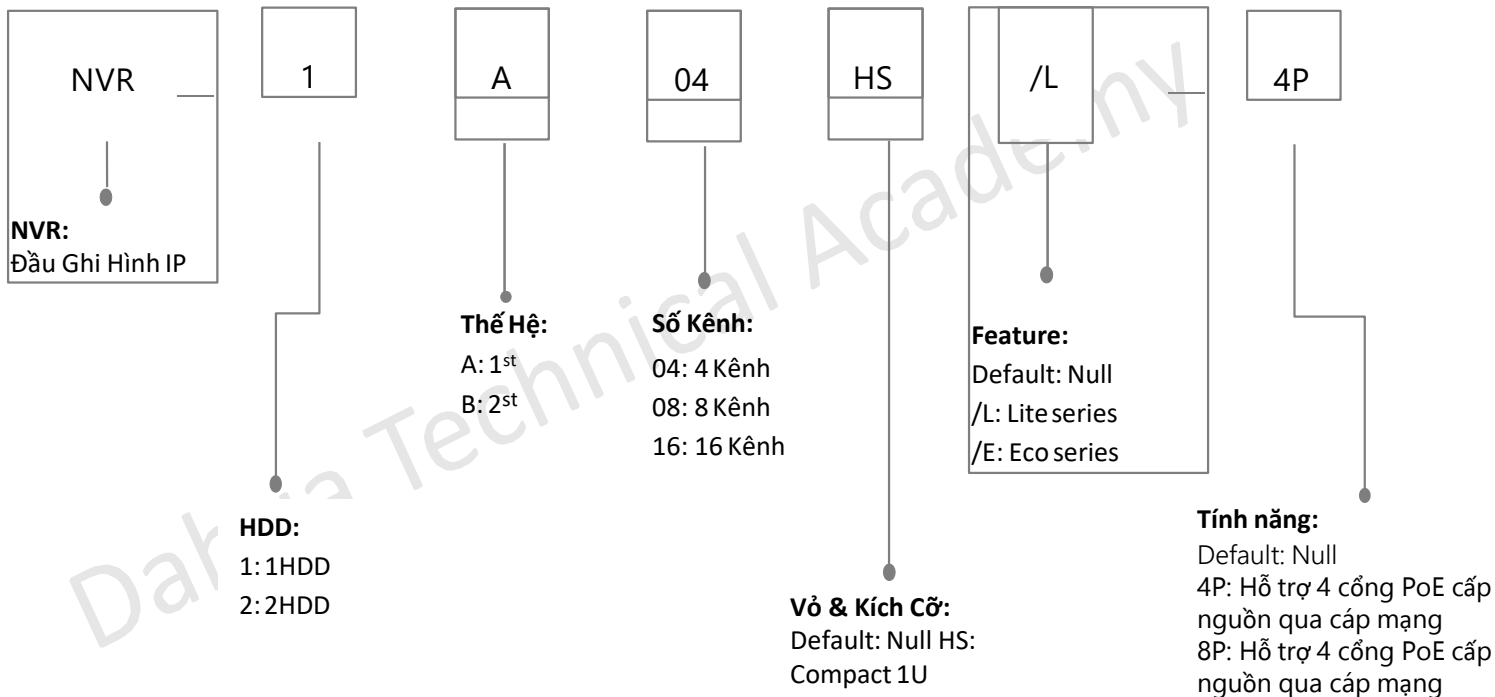 NVR
1
A
04
HS
/L
4P
NVR:
Đầu Ghi Hình IP
Thế Hệ:
A: 1st
B: 2st
Số Kênh:
04: 4 Kênh
08: 8 Kênh
16: 16 Kênh
Feature:
Default: Null
/L: Lite series
/E: Eco series
HDD:
1: 1HDD
2: 2HDD
Vỏ & Kích Cỡ:
Default: Null HS:
Compact 1U
Tính năng:
Default: Null
4P: Hỗ trợ 4 cổng PoE cấp
nguồn qua cáp mạng
8P: Hỗ trợ 4 cổng PoE cấp
nguồn qua cáp mạng
Technical Academy